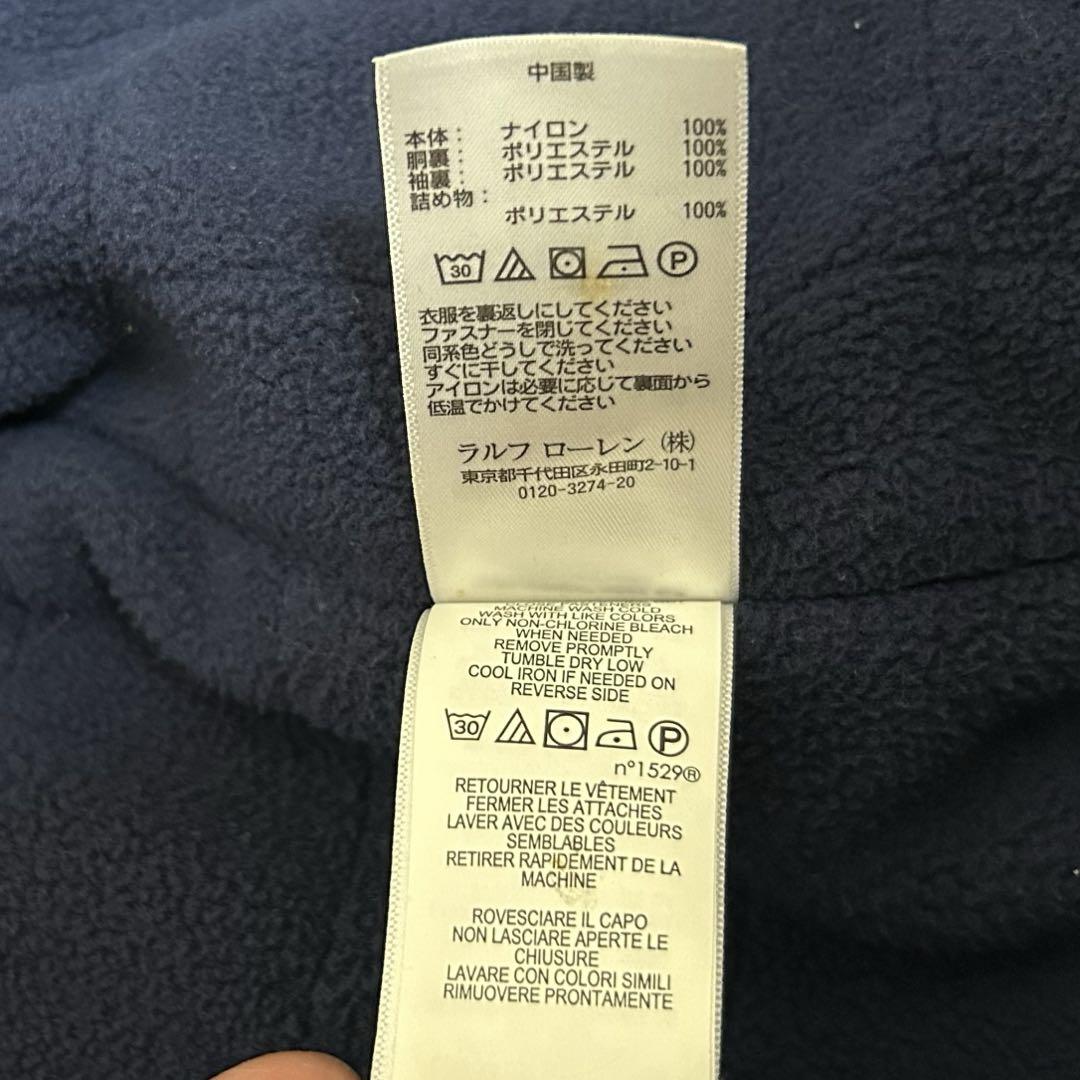 中国製
本体： ナイロン 100%
胴裏： ポリエステル 100%
袖裏： ポリエステル 100%
詰め物：
ポリエステル 100%
30 P
衣服を裏返しにしてください
ファスナーを閉じてください
同系色どうしで洗ってください
すぐに干してください
アイロンは必要に応じて裏面から
低温でかけてください
ラルフ ローレン（株）
東京都千代田区永田町2-10-1
0120-3274-20
MACHINE WASH COLD
WASH WITH LIKE COLORS
ONLY NON-CHLORINE BLEACH
WHEN NEEDED
REMOVE PROMPTLY
TUMBLE DRY LOW
COOL IRON IF NEEDED ON
REVERSE SIDE
30 P
n°1529®
RETOURNER LE VÊTEMENT
FERMER LES ATTACHES
LAVER AVEC DES COULEURS
SEMBLABLES
RETIRER RAPIDEMENT DE LA
MACHINE
ROVESCIARE IL CAPO
NON LASCIARE APERTE LE
CHIUSURE
LAVARE CON COLORI SIMILI
RIMUOVERE PRONTAMENTE